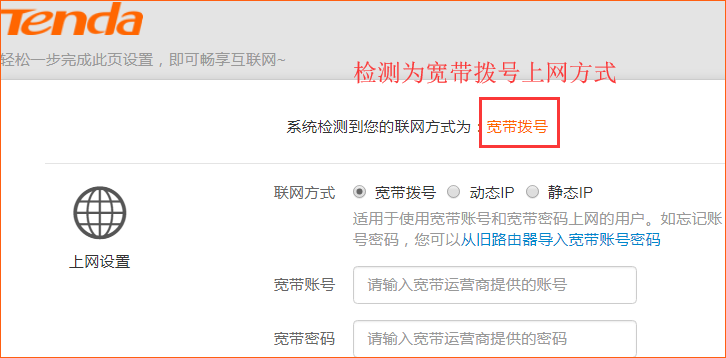 Tenda
轻松一步完成此页设置，即可畅享互联网~
检测为宽带拨号上网方式
系统检测到您的联网方式为：宽带拨号
联网方式 宽带拨号 动态IP 静态IP
适用于使用宽带账号和宽带密码上网的用户。如忘记账
号密码，您可以从旧路由器导入宽带账号密码
上网设置
宽带账号 请输入宽带运营商提供的账号
宽带密码 请输入宽带运营商提供的密码